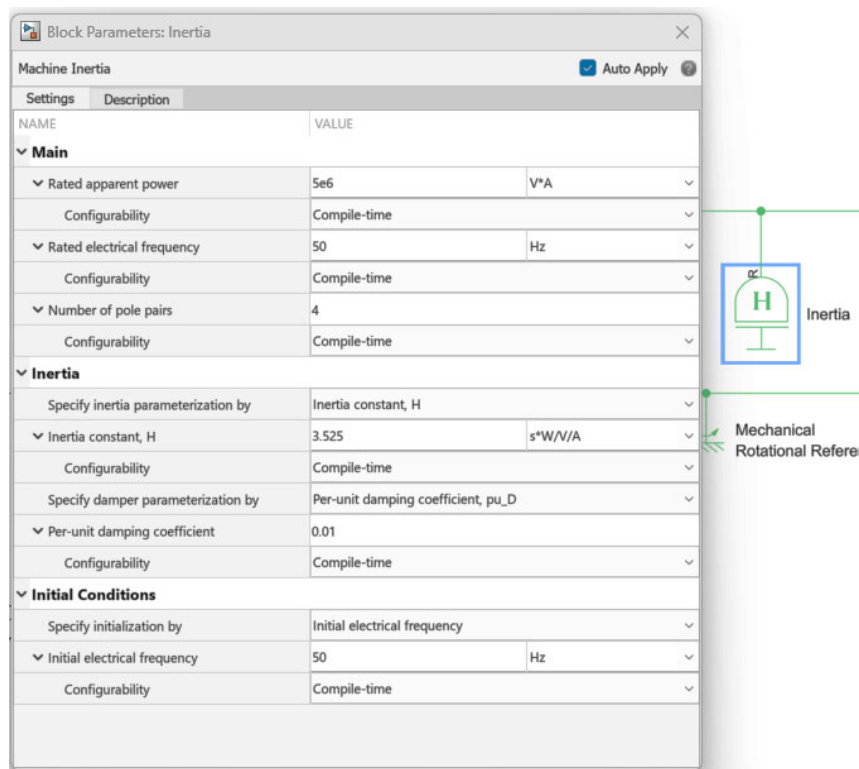 Block Parameters: Inertia
Machine Inertia
Auto Apply
Settings Description
NAME VALUE
Main
Rated apparent power 5e6 V*A
Configurability Compile-time
Rated electrical frequency 50 Hz
Configurability Compile-time
Number of pole pairs 4
Configurability Compile-time
Inertia
Specify inertia parameterization by Inertia constant, H
Inertia constant, H 3.525 s*W/V/A
Configurability Compile-time
Specify damper parameterization by Per-unit damping coefficient, pu_D
Per-unit damping coefficient 0.01
Configurability Compile-time
Initial Conditions
Specify initialization by Initial electrical frequency
Initial electrical frequency 50 Hz
Configurability Compile-time
R
H
Inertia
Mechanical
Rotational Refere